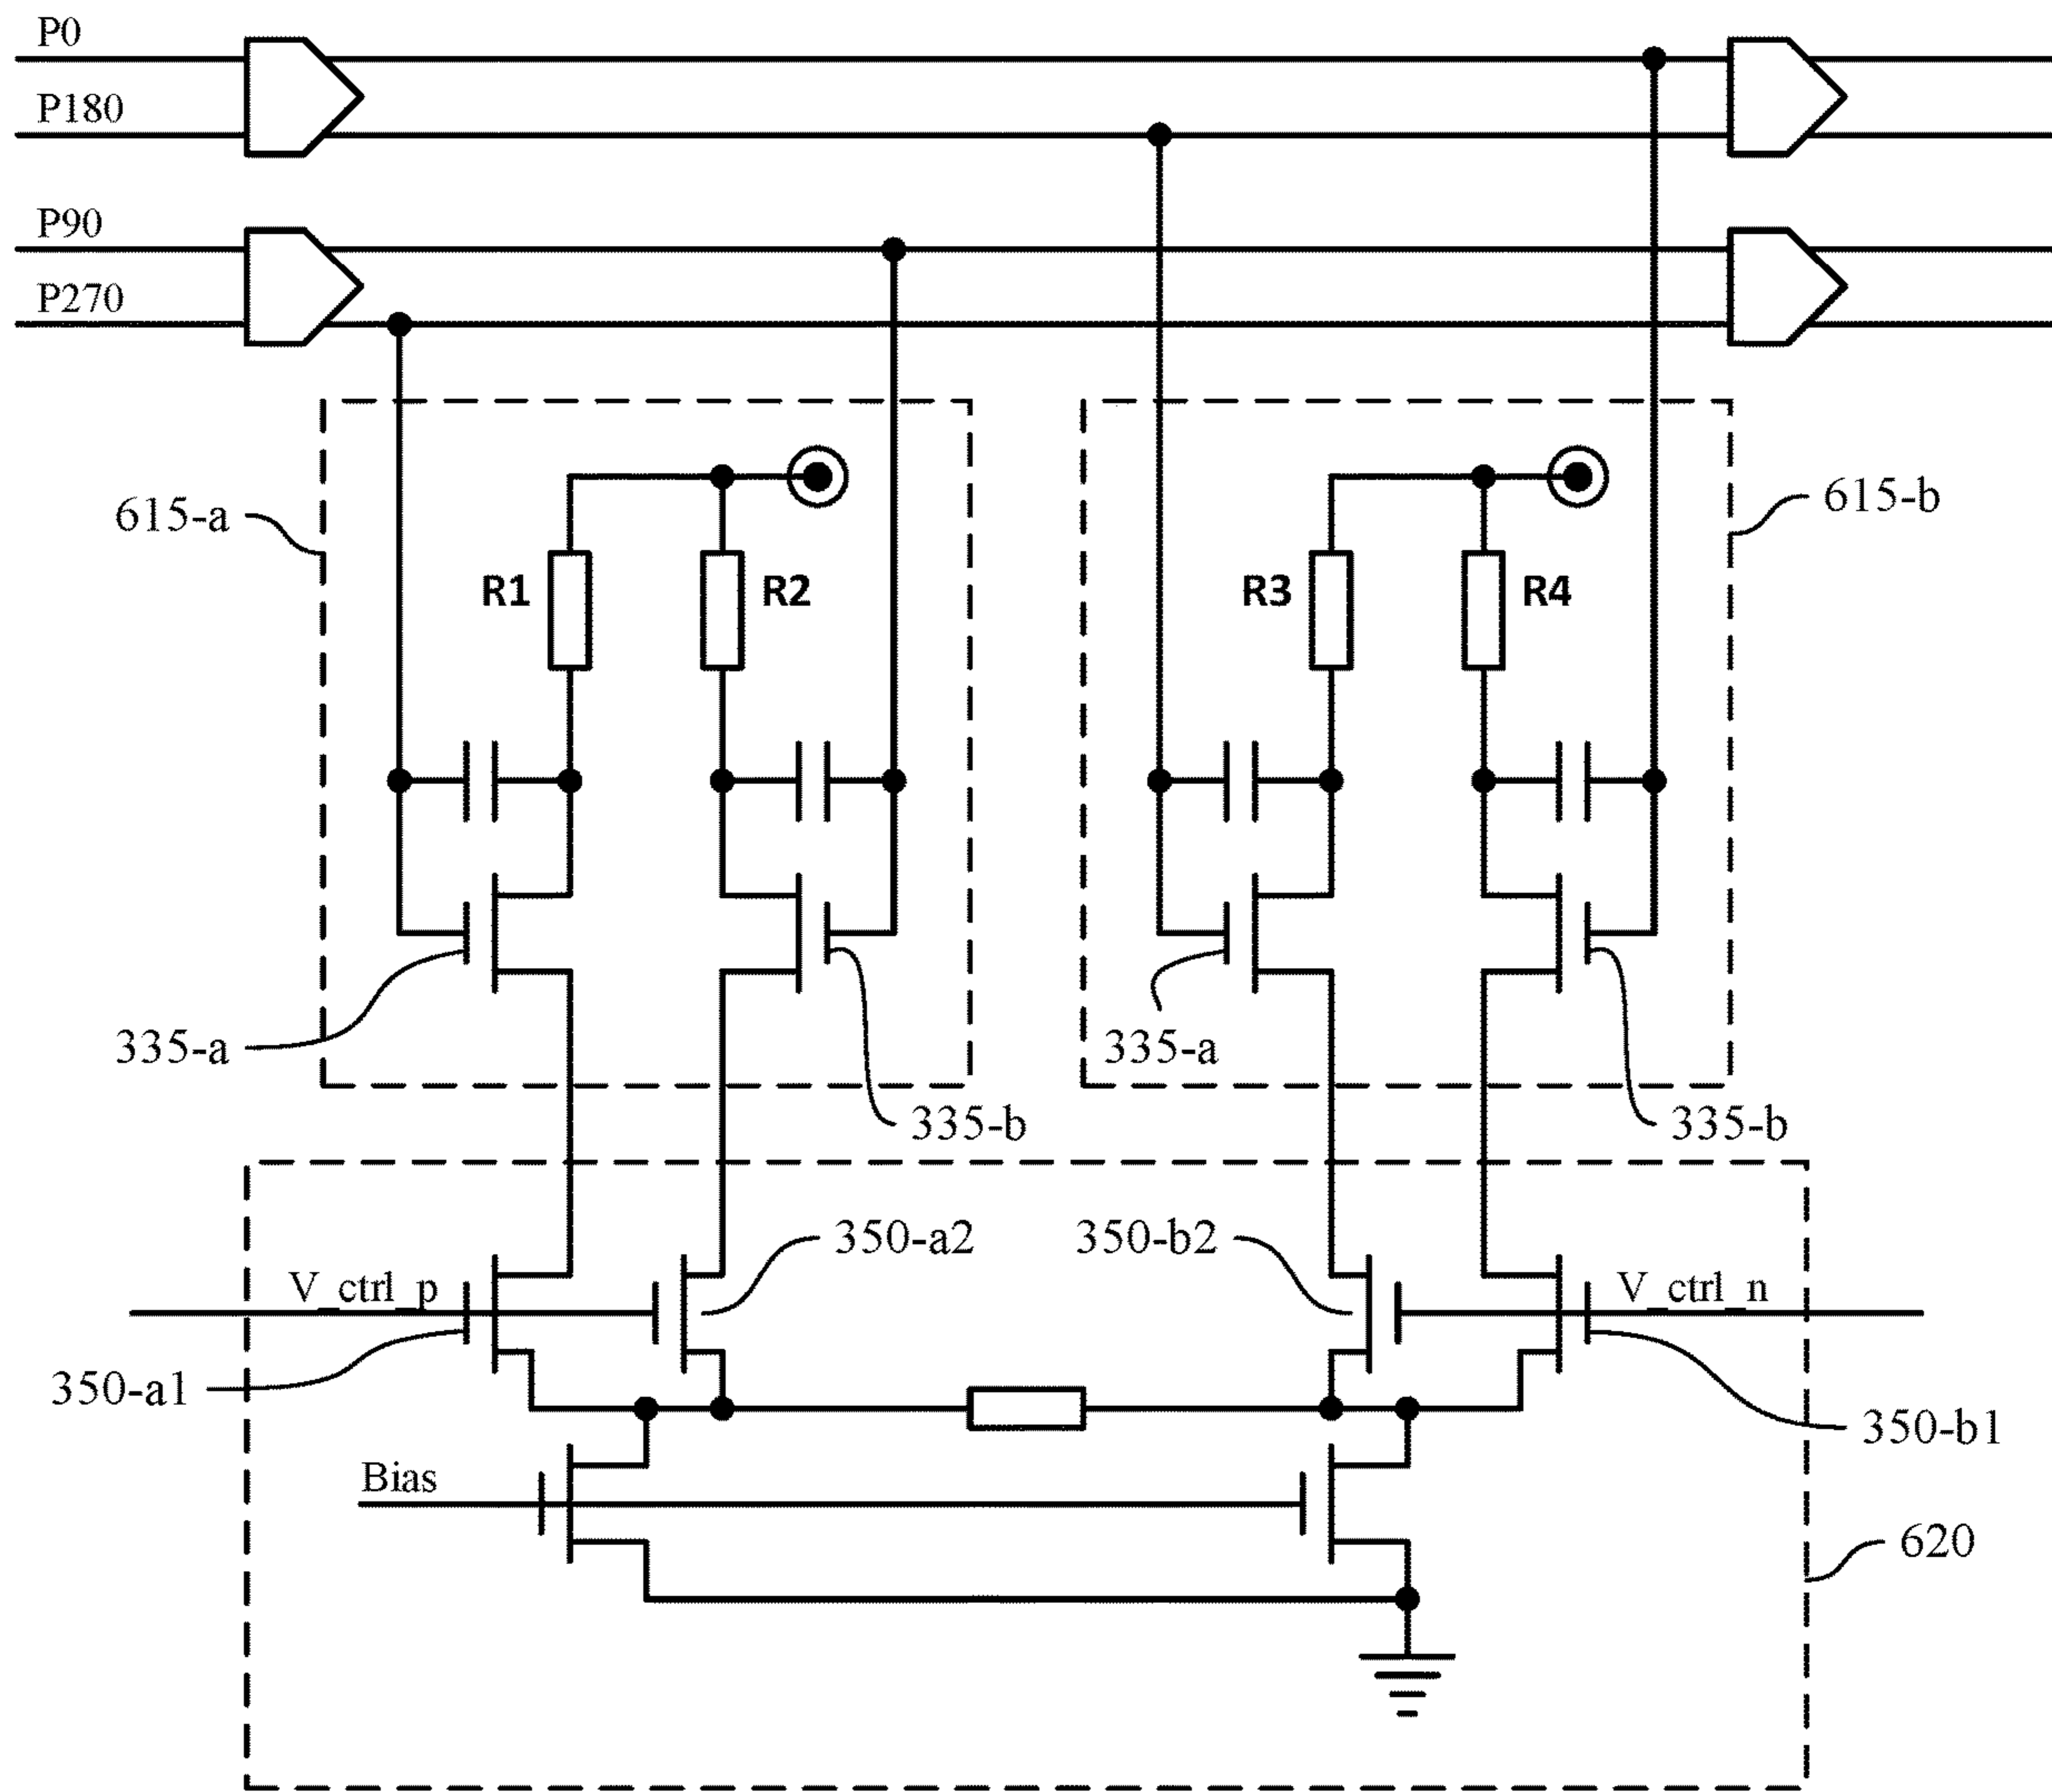 P0
P180
P90
P270
615-a
615-b
R1
R2
R3
R4
335-a
335-a
335-b
335-b
350-a2
350-b2
V_ctrl_p
V_ctrl_n
350-a1
350-b1
Bias
620